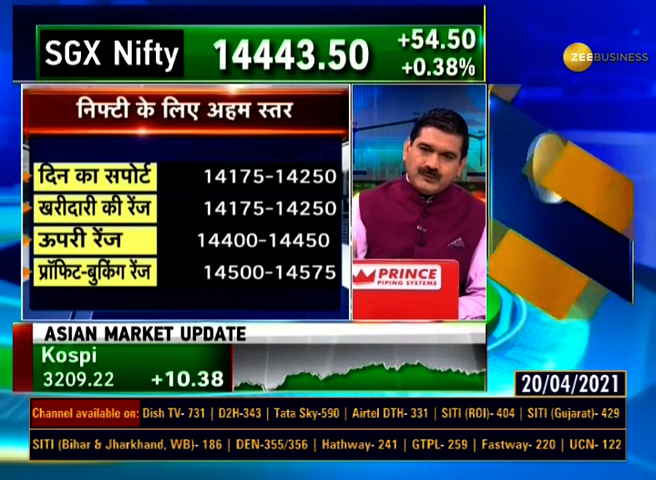 SGX Nifty 14443.50 +54.50
+0.38%
ZEE BUSINESS
निफ्टी के लिए अहम स्तर
दिन का सपोर्ट 14175-14250
खरीदारी की रेंज 14175-14250
ऊपरी रेंज 14400-14450
प्रॉफिट-बुकिंग रेंज 14500-14575
PRINCE
PIPING SYSTEMS
ASIAN MARKET UPDATE
Kospi
3209.22 +10.38
20/04/2021
Channel available on: Dish TV- 731 | D2H-343 | Tata Sky-590 | Airtel DTH- 331 | SITI (ROI)- 404 | SITI (Gujarat)- 429
SITI (Bihar & Jharkhand, WB)- 186 | DEN-355/356 | Hathway- 241 | GTPL- 259 | Fastway- 220 | UCN- 122